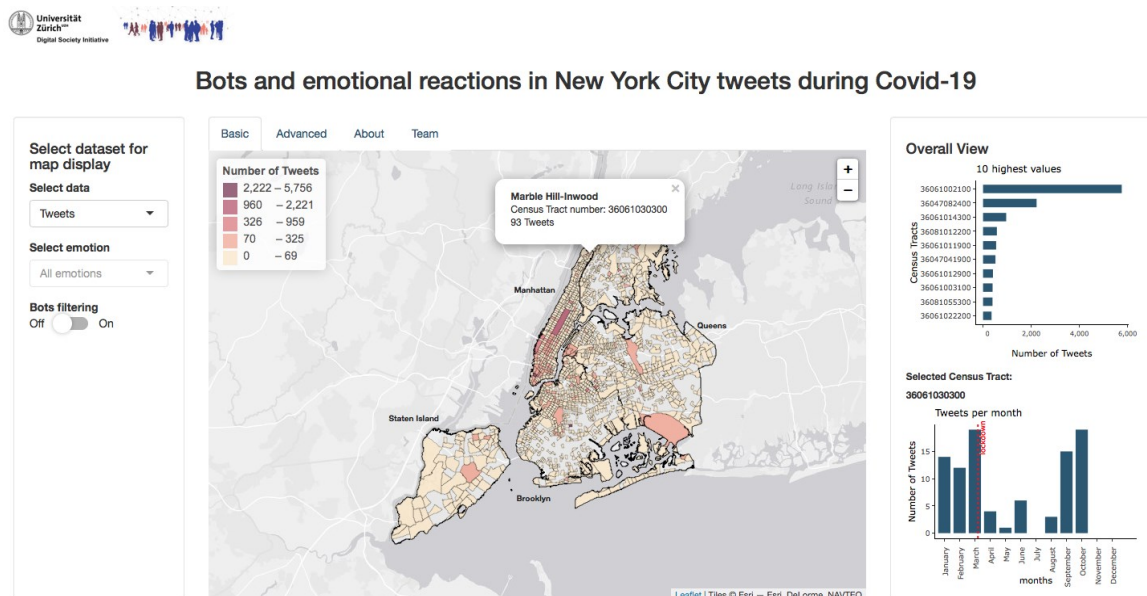 Universität
Zürich
Digital Society Initiative
Bots and emotional reactions in New York City tweets during Covid-19
Select dataset for
map display
Select data
Tweets
Select emotion
All emotions
Bots filtering
Off On
Basic Advanced About Team
Number of Tweets
2,222 – 5,756
960 – 2,221
326 – 959
70 – 325
0 – 69
Marble Hill-Inwood
Census Tract number: 36061030300
93 Tweets
×
+
−
Long Island
Sound
Manhattan
Queens
Staten Island
Brooklyn
Leaflet | Tiles © Esri — Esri, DeLorme, NAVTEQ
Overall View
10 highest values
Census Tracts
36061002100
36047082400
36061014300
36081012200
36061011900
36047041900
36061012900
36061003100
36081055300
36061022200
0 2,000 4,000 6,000
Number of Tweets
Selected Census Tract:
36061030300
Tweets per month
Number of Tweets
15
10
5
0
lockdown
January
February
March
April
May
June
July
August
September
October
November
December
months